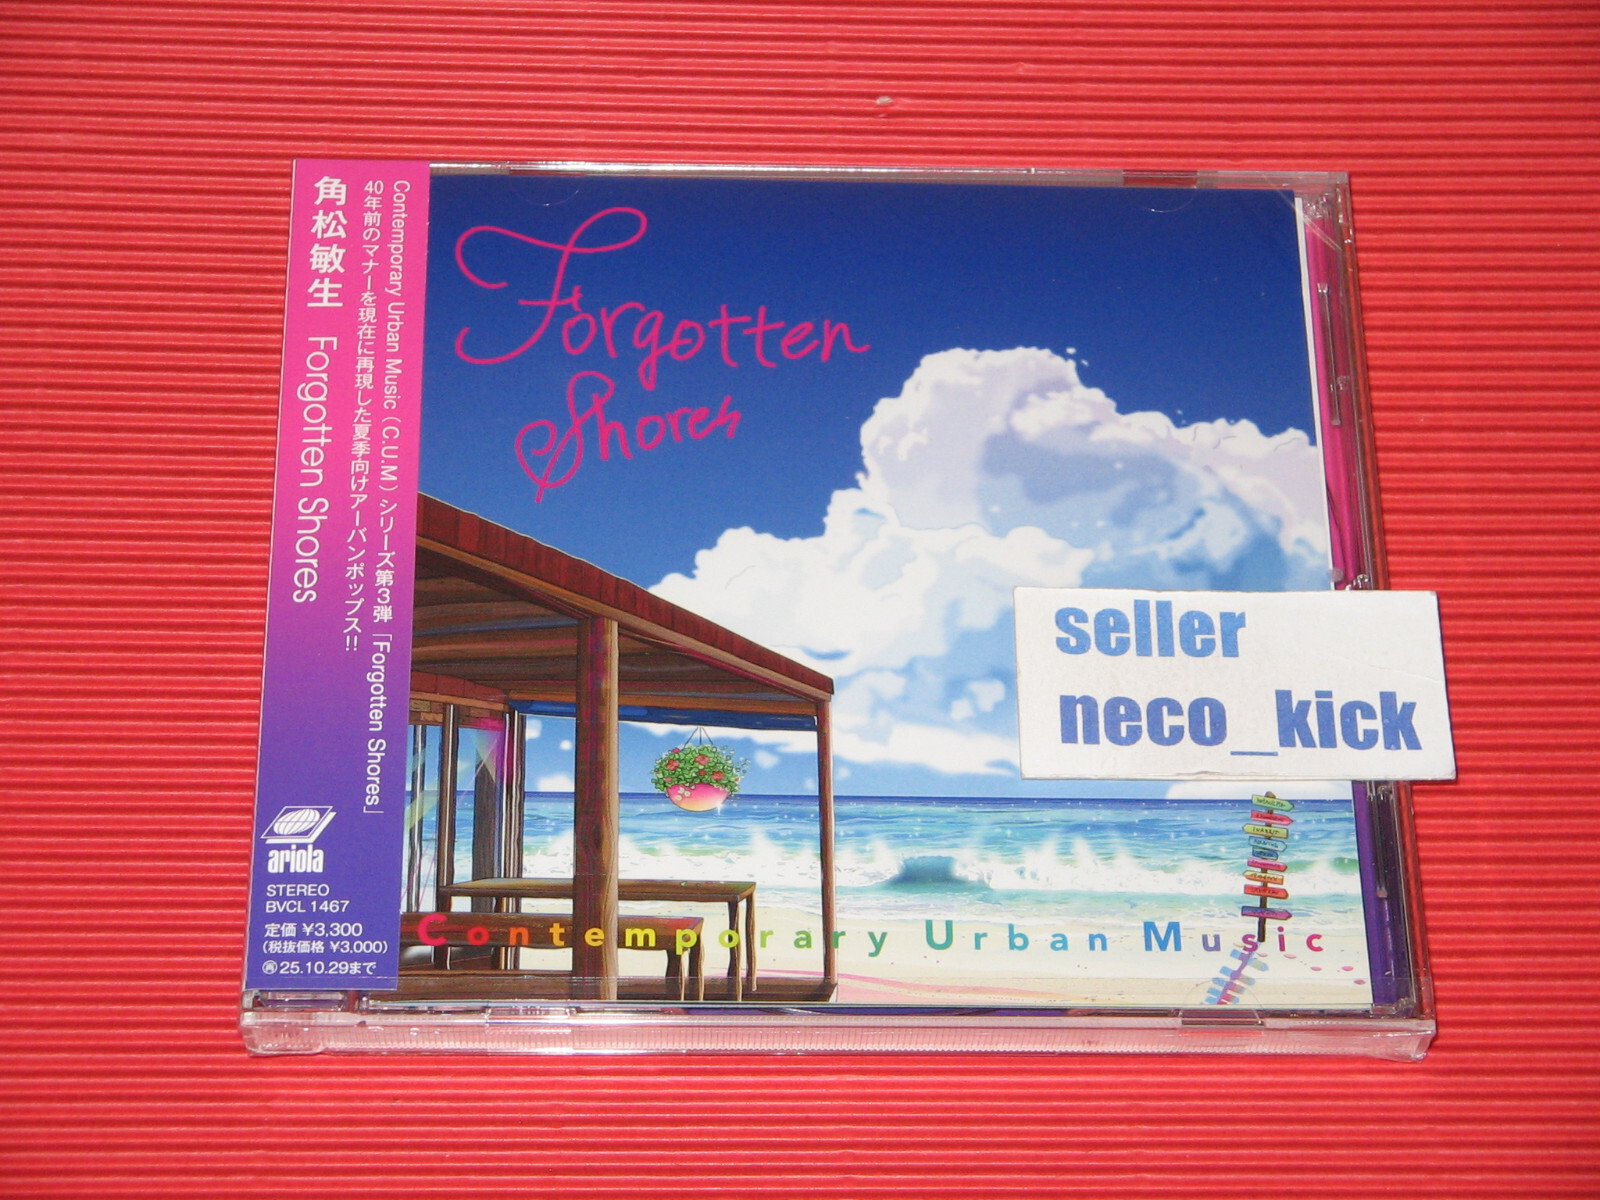 Contemporary Urban Music（C.U.M）シリーズ第3弾「Forgotten Shores」
40年前のマナーを現在に再現した夏季向けアーバンポップス!!
角松敏生 Forgotten Shores
ariola
STEREO
BVCL 1467
定価 ¥3,300
(税抜価格 ¥3,000)
㊢25.10.29まで
Forgotten
Shores
Contemporary Urban Music
seller
neco_kick